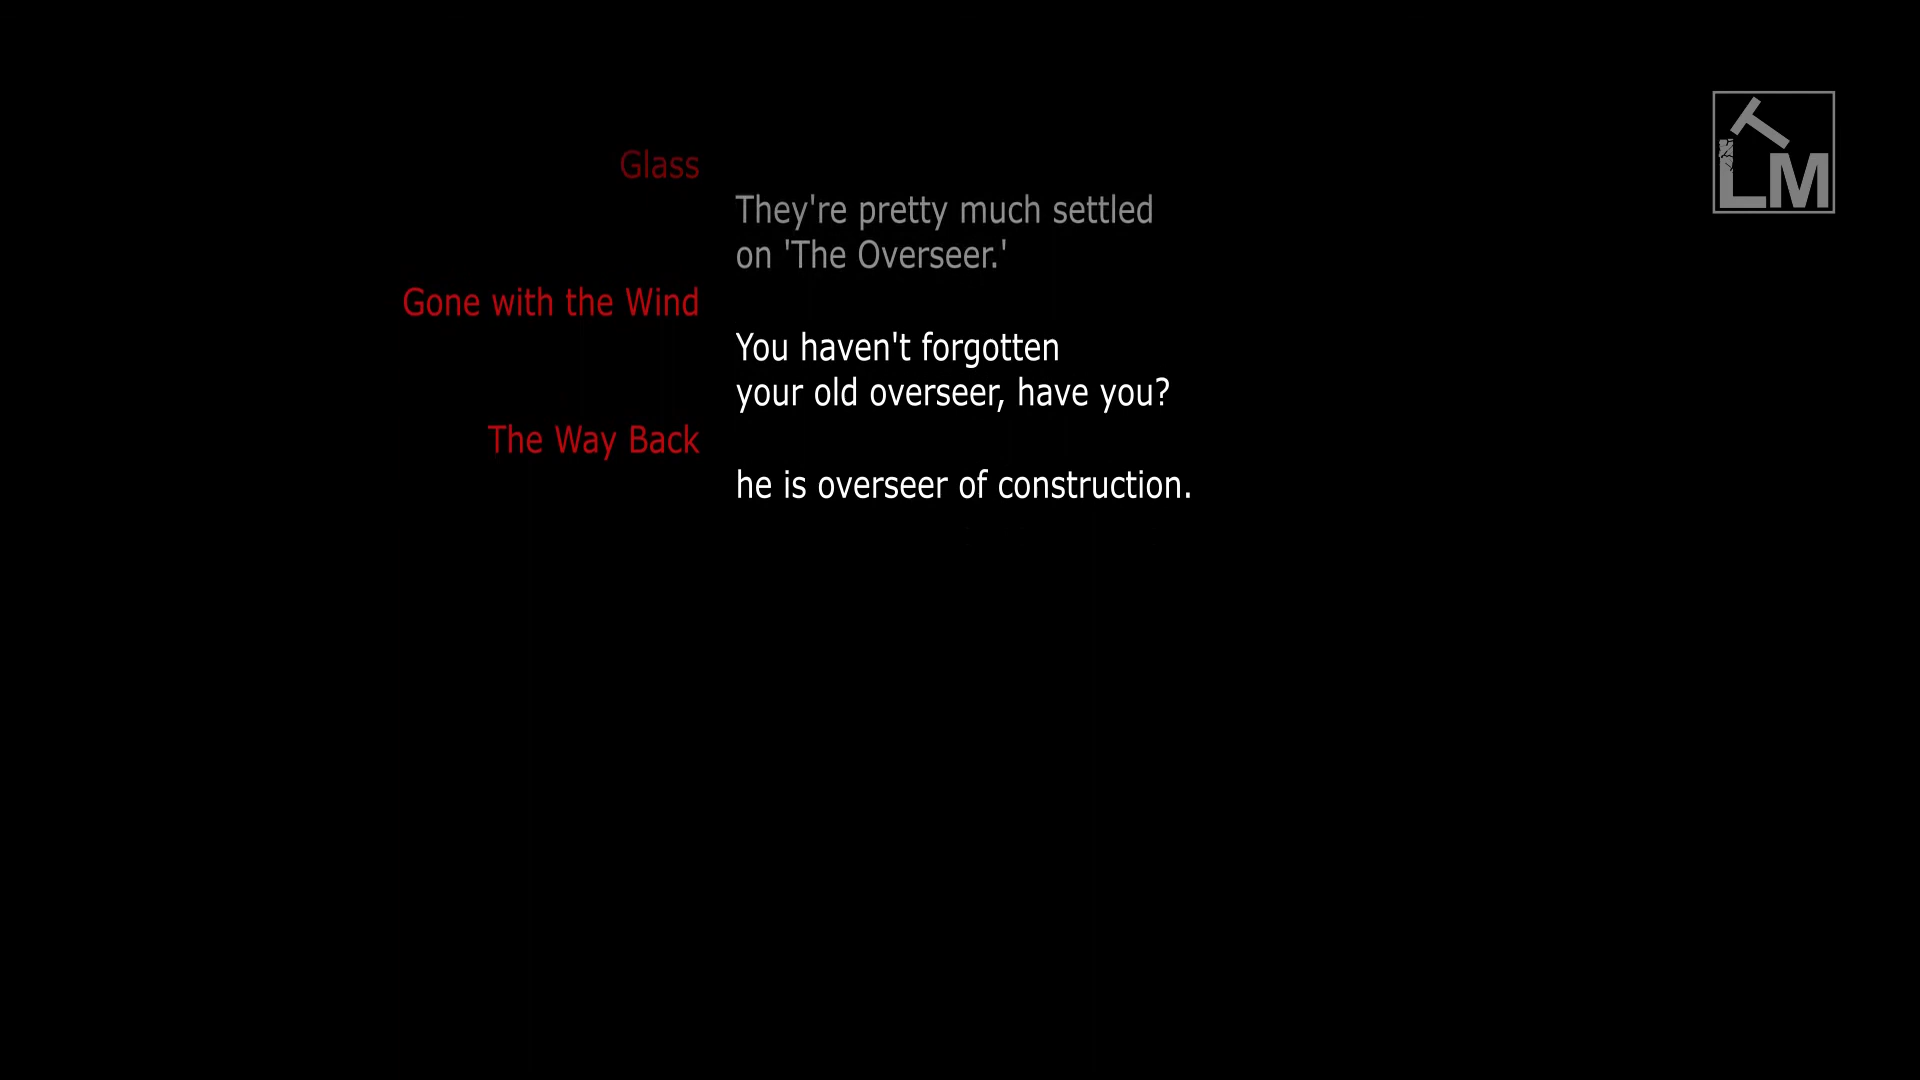 Glass
They're pretty much settled
on 'The Overseer.'
Gone with the Wind
You haven't forgotten
your old overseer, have you?
The Way Back
he is overseer of construction.
TLM